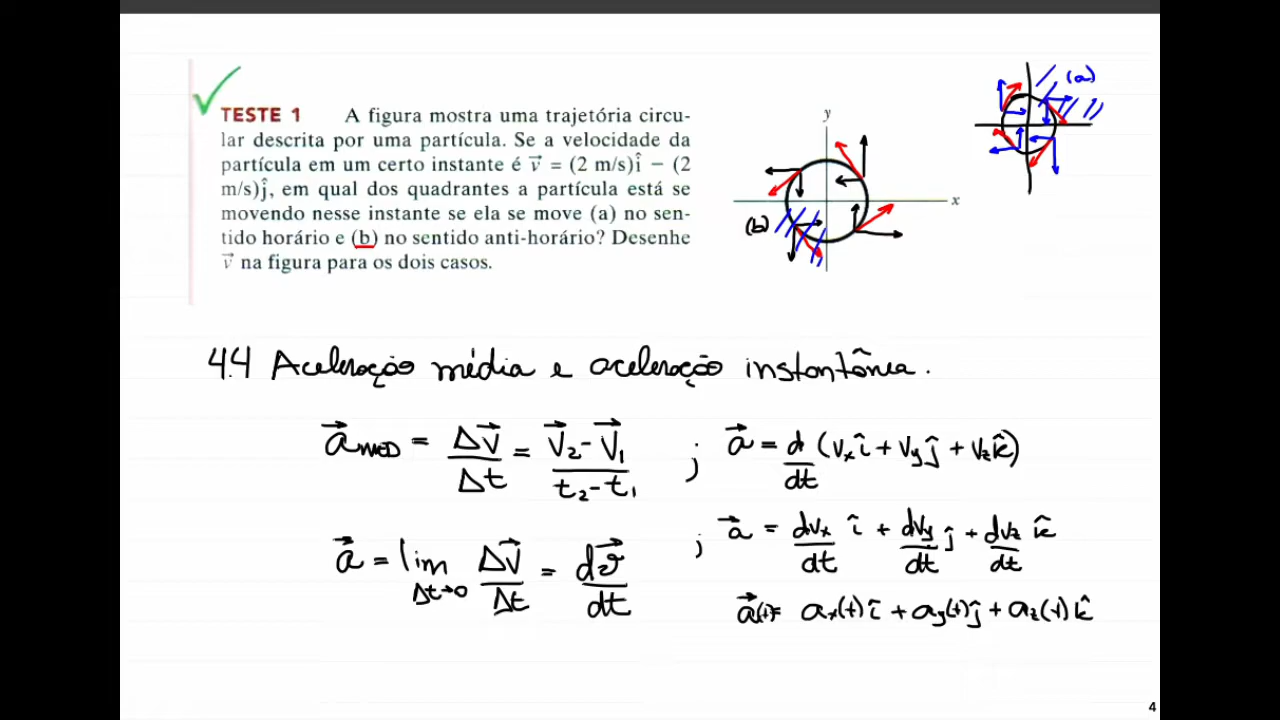 TESTE 1 A figura mostra uma trajetória circu-
lar descrita por uma partícula. Se a velocidade da
partícula em um certo instante é v⃗ = (2 m/s)î − (2
m/s)ĵ, em qual dos quadrantes a partícula está se
movendo nesse instante se ela se move (a) no sen-
tido horário e (b) no sentido anti-horário? Desenhe
v⃗ na figura para os dois casos.
y
x
(b)
(a)
4.4 Aceleração média e aceleração instantânea.
a⃗MED = Δv⃗/Δt = (v⃗₂ − v⃗₁)/(t₂ − t₁) ; a⃗ = d/dt (vₓî + vyĵ + vzk̂)
; a⃗ = dvₓ/dt î + dvy/dt ĵ + dvz/dt k̂
a⃗ = lim Δt→0 Δv⃗/Δt = dv⃗/dt
a⃗(t) = aₓ(t)î + ay(t)ĵ + az(t)k̂
4